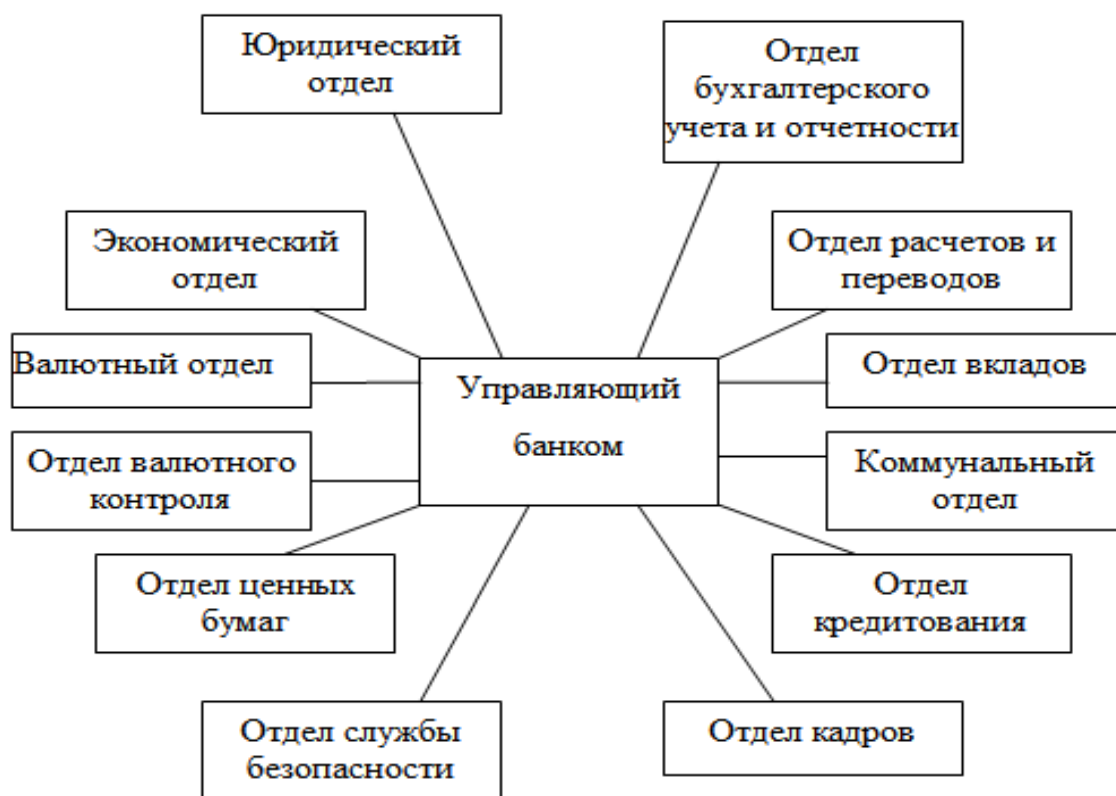 Юридический
отдел
Отдел
бухгалтерского
учета и отчетности
Экономический
отдел
Отдел расчетов и
переводов
Валютный отдел
Управляющий
банком
Отдел вкладов
Отдел валютного
контроля
Коммунальный
отдел
Отдел ценных
бумаг
Отдел
кредитования
Отдел службы
безопасности
Отдел кадров